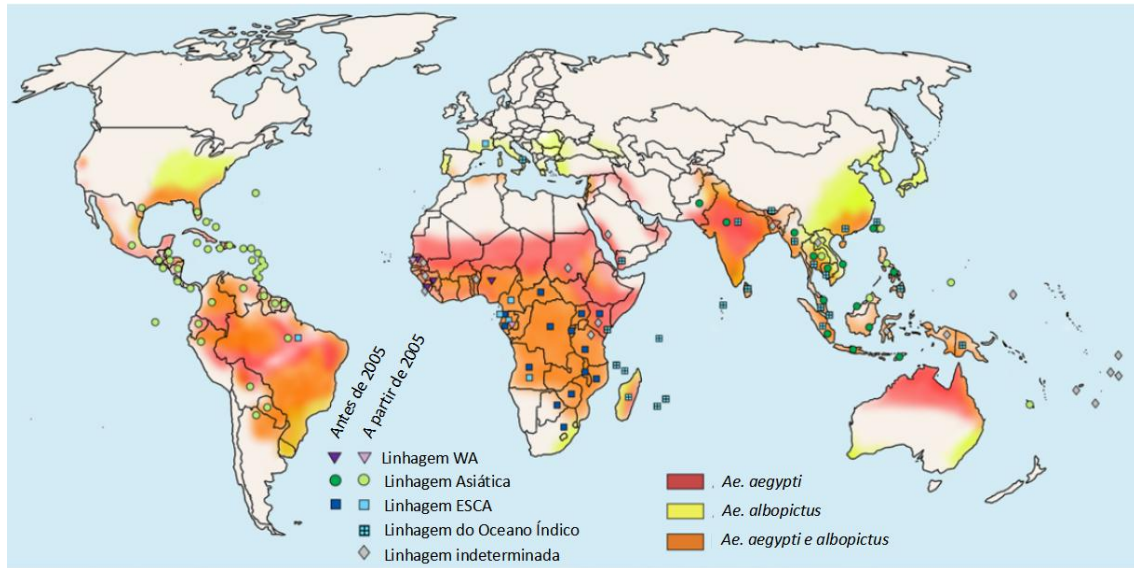 Antes de 2005
A partir de 2005
Linhagem WA
Linhagem Asiática
Linhagem ESCA
Linhagem do Oceano Índico
Linhagem indeterminada
Ae. aegypti
Ae. albopictus
Ae. aegypti e albopictus